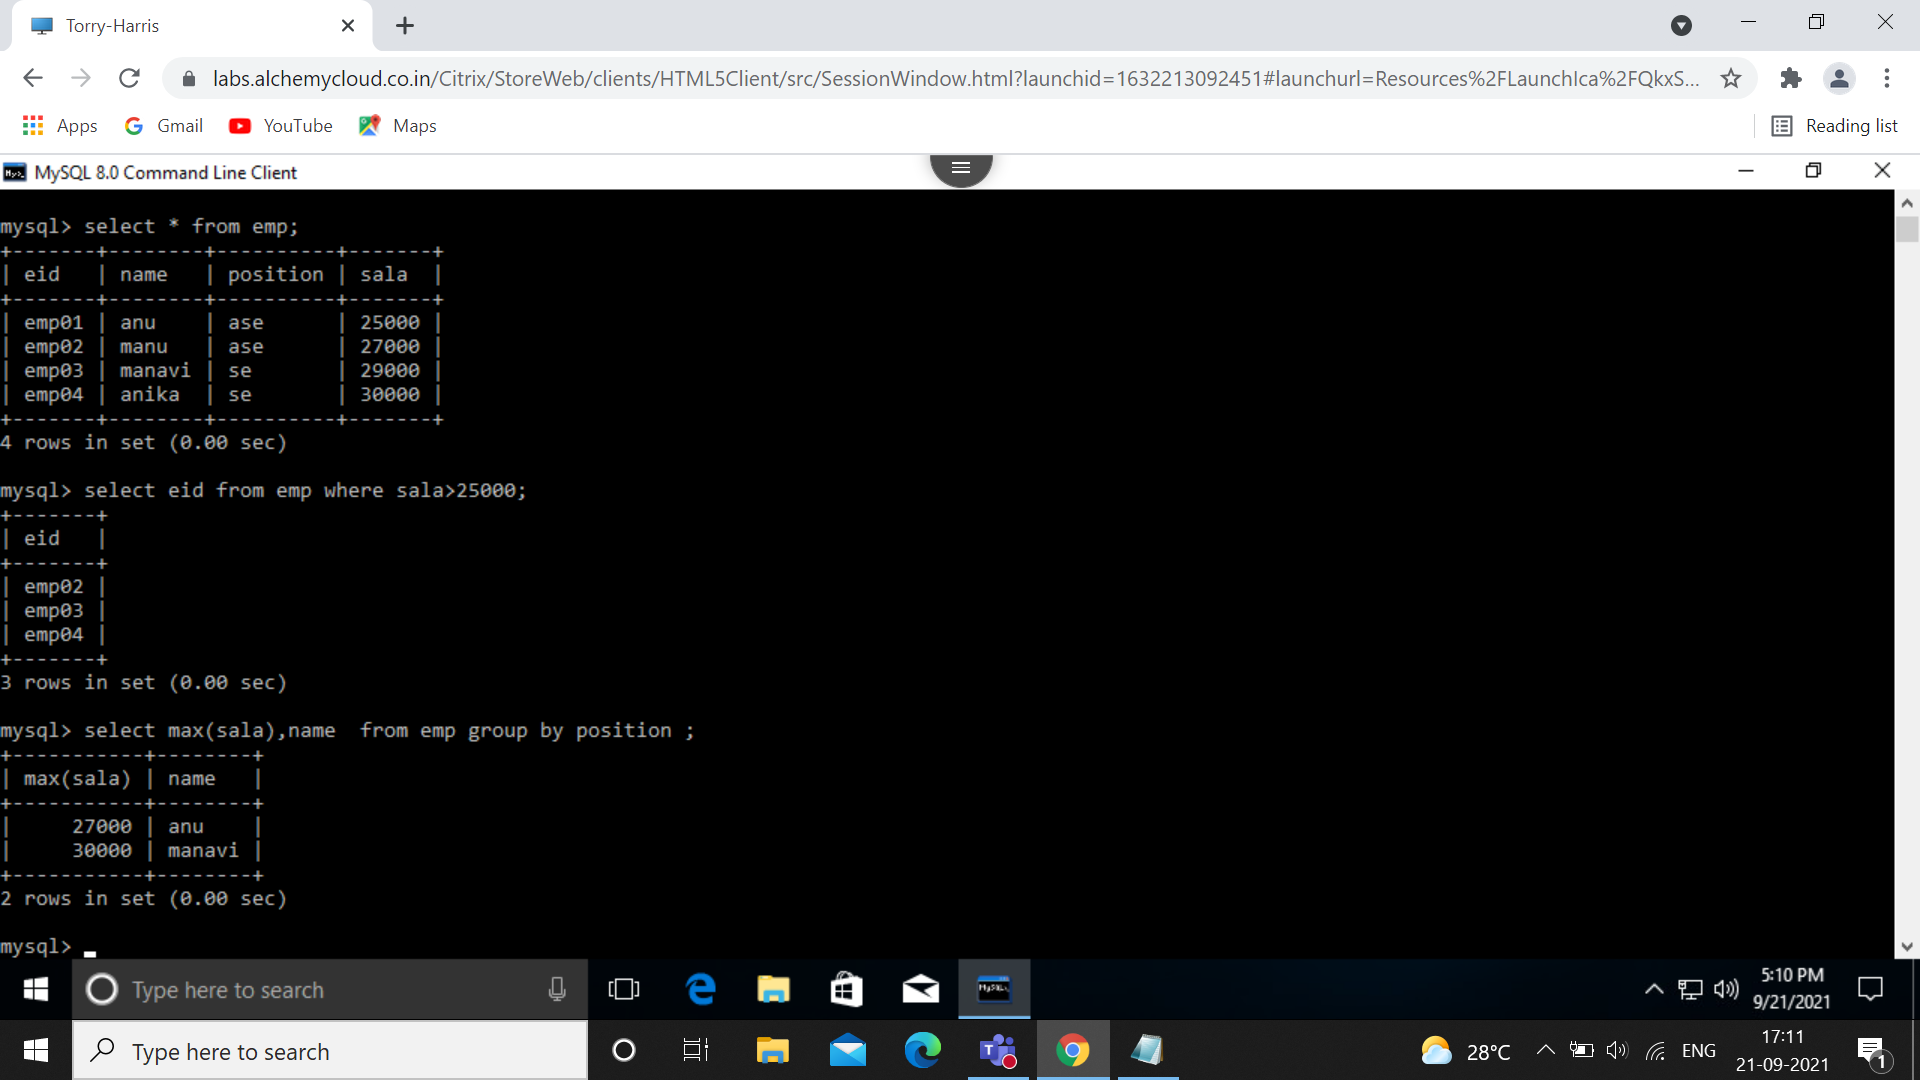 Torry-Harris
labs.alchemycloud.co.in/Citrix/StoreWeb/clients/HTML5Client/src/SessionWindow.html?launchid=1632213092451#launchurl=Resources%2FLaunchIca%2FQkxS...
Apps Gmail YouTube Maps Reading list
MySQL 8.0 Command Line Client
mysql> select * from emp;
+-------+--------+----------+-------+
| eid   | name   | position | sala  |
+-------+--------+----------+-------+
| emp01 | anu    | ase      | 25000 |
| emp02 | manu   | ase      | 27000 |
| emp03 | manavi | se       | 29000 |
| emp04 | anika  | se       | 30000 |
+-------+--------+----------+-------+
4 rows in set (0.00 sec)
mysql> select eid from emp where sala>25000;
+-------+
| eid   |
+-------+
| emp02 |
| emp03 |
| emp04 |
+-------+
3 rows in set (0.00 sec)
mysql> select max(sala),name  from emp group by position ;
+-----------+--------+
| max(sala) | name   |
+-----------+--------+
|     27000 | anu    |
|     30000 | manavi |
+-----------+--------+
2 rows in set (0.00 sec)
mysql>
Type here to search
5:10 PM
9/21/2021
Type here to search
28°C ENG
17:11
21-09-2021
1